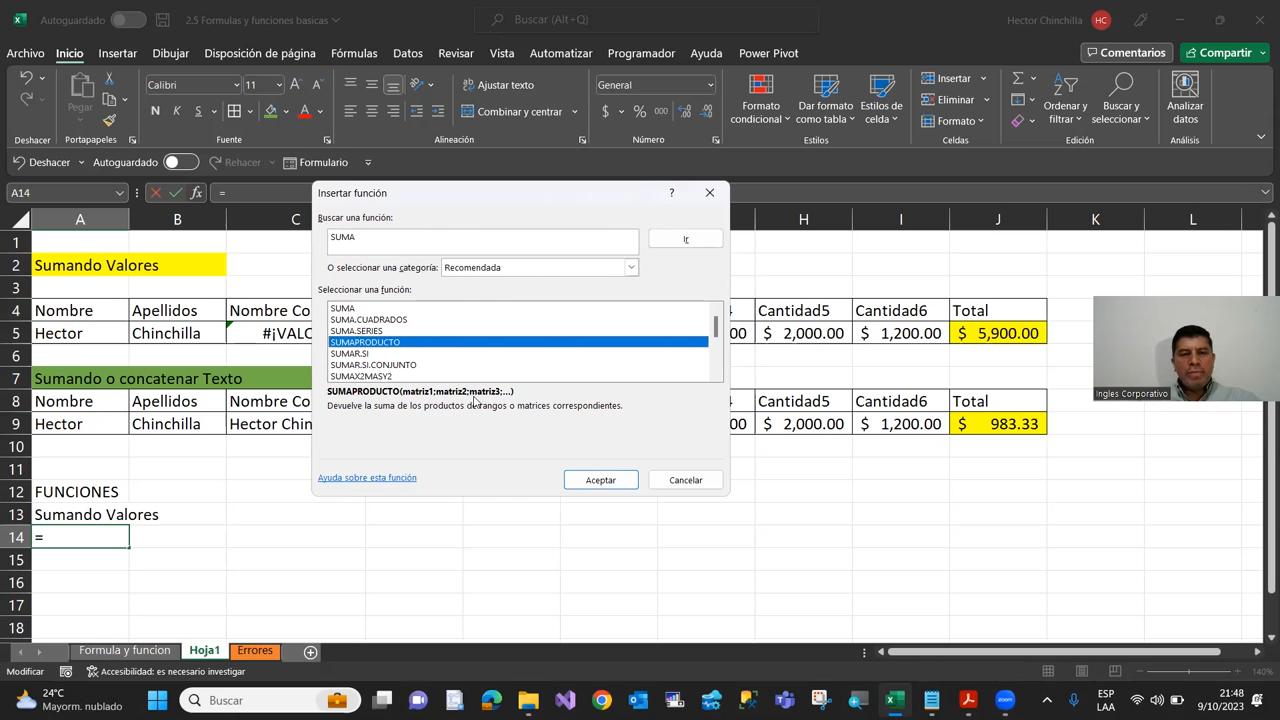 Autoguardado
2.5 Formulas y funciones basicas
Buscar (Alt+Q)
Hector Chinchilla
HC
Archivo Inicio Insertar Dibujar Disposición de página Fórmulas Datos Revisar Vista Automatizar Programador Ayuda Power Pivot
Comentarios
Compartir
Pegar
Calibri 11
N K S
Ajustar texto
Combinar y centrar
General
$ % 000
Formato condicional
Dar formato como tabla
Estilos de celda
Insertar
Eliminar
Formato
Ordenar y filtrar
Buscar y seleccionar
Analizar datos
Deshacer Portapapeles Fuente Alineación Número Estilos Celdas Edición Análisis
Deshacer Autoguardado Rehacer Formulario
A14 fx =
A B C H I J K L
1
2 Sumando Valores
3
4 Nombre Apellidos Nombre Co 4 Cantidad5 Cantidad6 Total
5 Hector Chinchilla #¡VALO 00 $ 2,000.00 $ 1,200.00 $ 5,900.00
6
7 Sumando o concatenar Texto
8 Nombre Apellidos Nombre Co 4 Cantidad5 Cantidad6 Total
9 Hector Chinchilla Hector Chin 00 $ 2,000.00 $ 1,200.00 $ 983.33
10
11
12 FUNCIONES
13 Sumando Valores
14 =
15
16
17
18
Insertar función
? 
Buscar una función:
SUMA
Ir
O seleccionar una categoría: Recomendada
Seleccionar una función:
SUMA
SUMA.CUADRADOS
SUMA.SERIES
SUMAPRODUCTO
SUMAR.SI
SUMAR.SI.CONJUNTO
SUMAX2MASY2
SUMAPRODUCTO(matriz1;matriz2;matriz3;...)
Devuelve la suma de los productos de rangos o matrices correspondientes.
Ayuda sobre esta función
Aceptar
Cancelar
Ingles Corporativo
Formula y funcion Hoja1 Errores
Modificar
Accesibilidad: es necesario investigar
140%
24°C
Mayorm. nublado
Buscar
ESP
LAA
21:48
9/10/2023